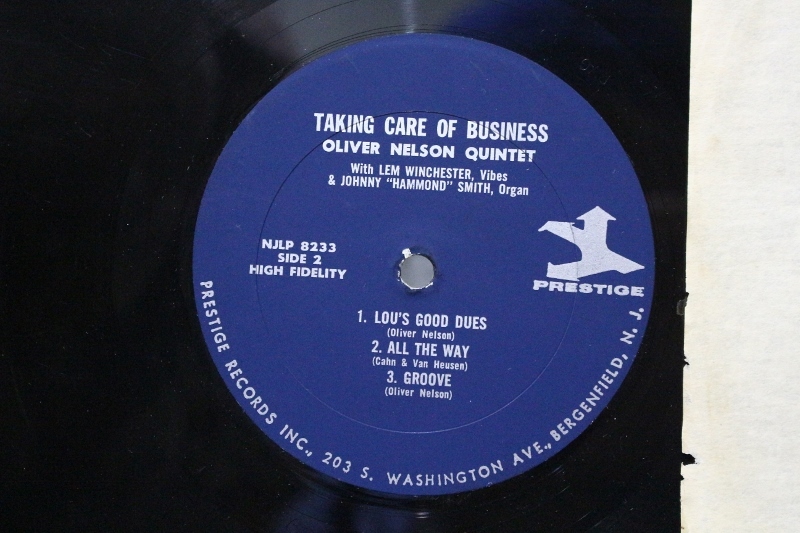 TAKING CARE OF BUSINESS
OLIVER NELSON QUINTET
With LEM WINCHESTER, Vibes
& JOHNNY "HAMMOND" SMITH, Organ
NJLP 8233
SIDE 2
HIGH FIDELITY
PRESTIGE
1. LOU'S GOOD DUES
(Oliver Nelson)
2. ALL THE WAY
(Cahn & Van Heusen)
3. GROOVE
(Oliver Nelson)
PRESTIGE RECORDS INC., 203 S. WASHINGTON AVE., BERGENFIELD, N. J.